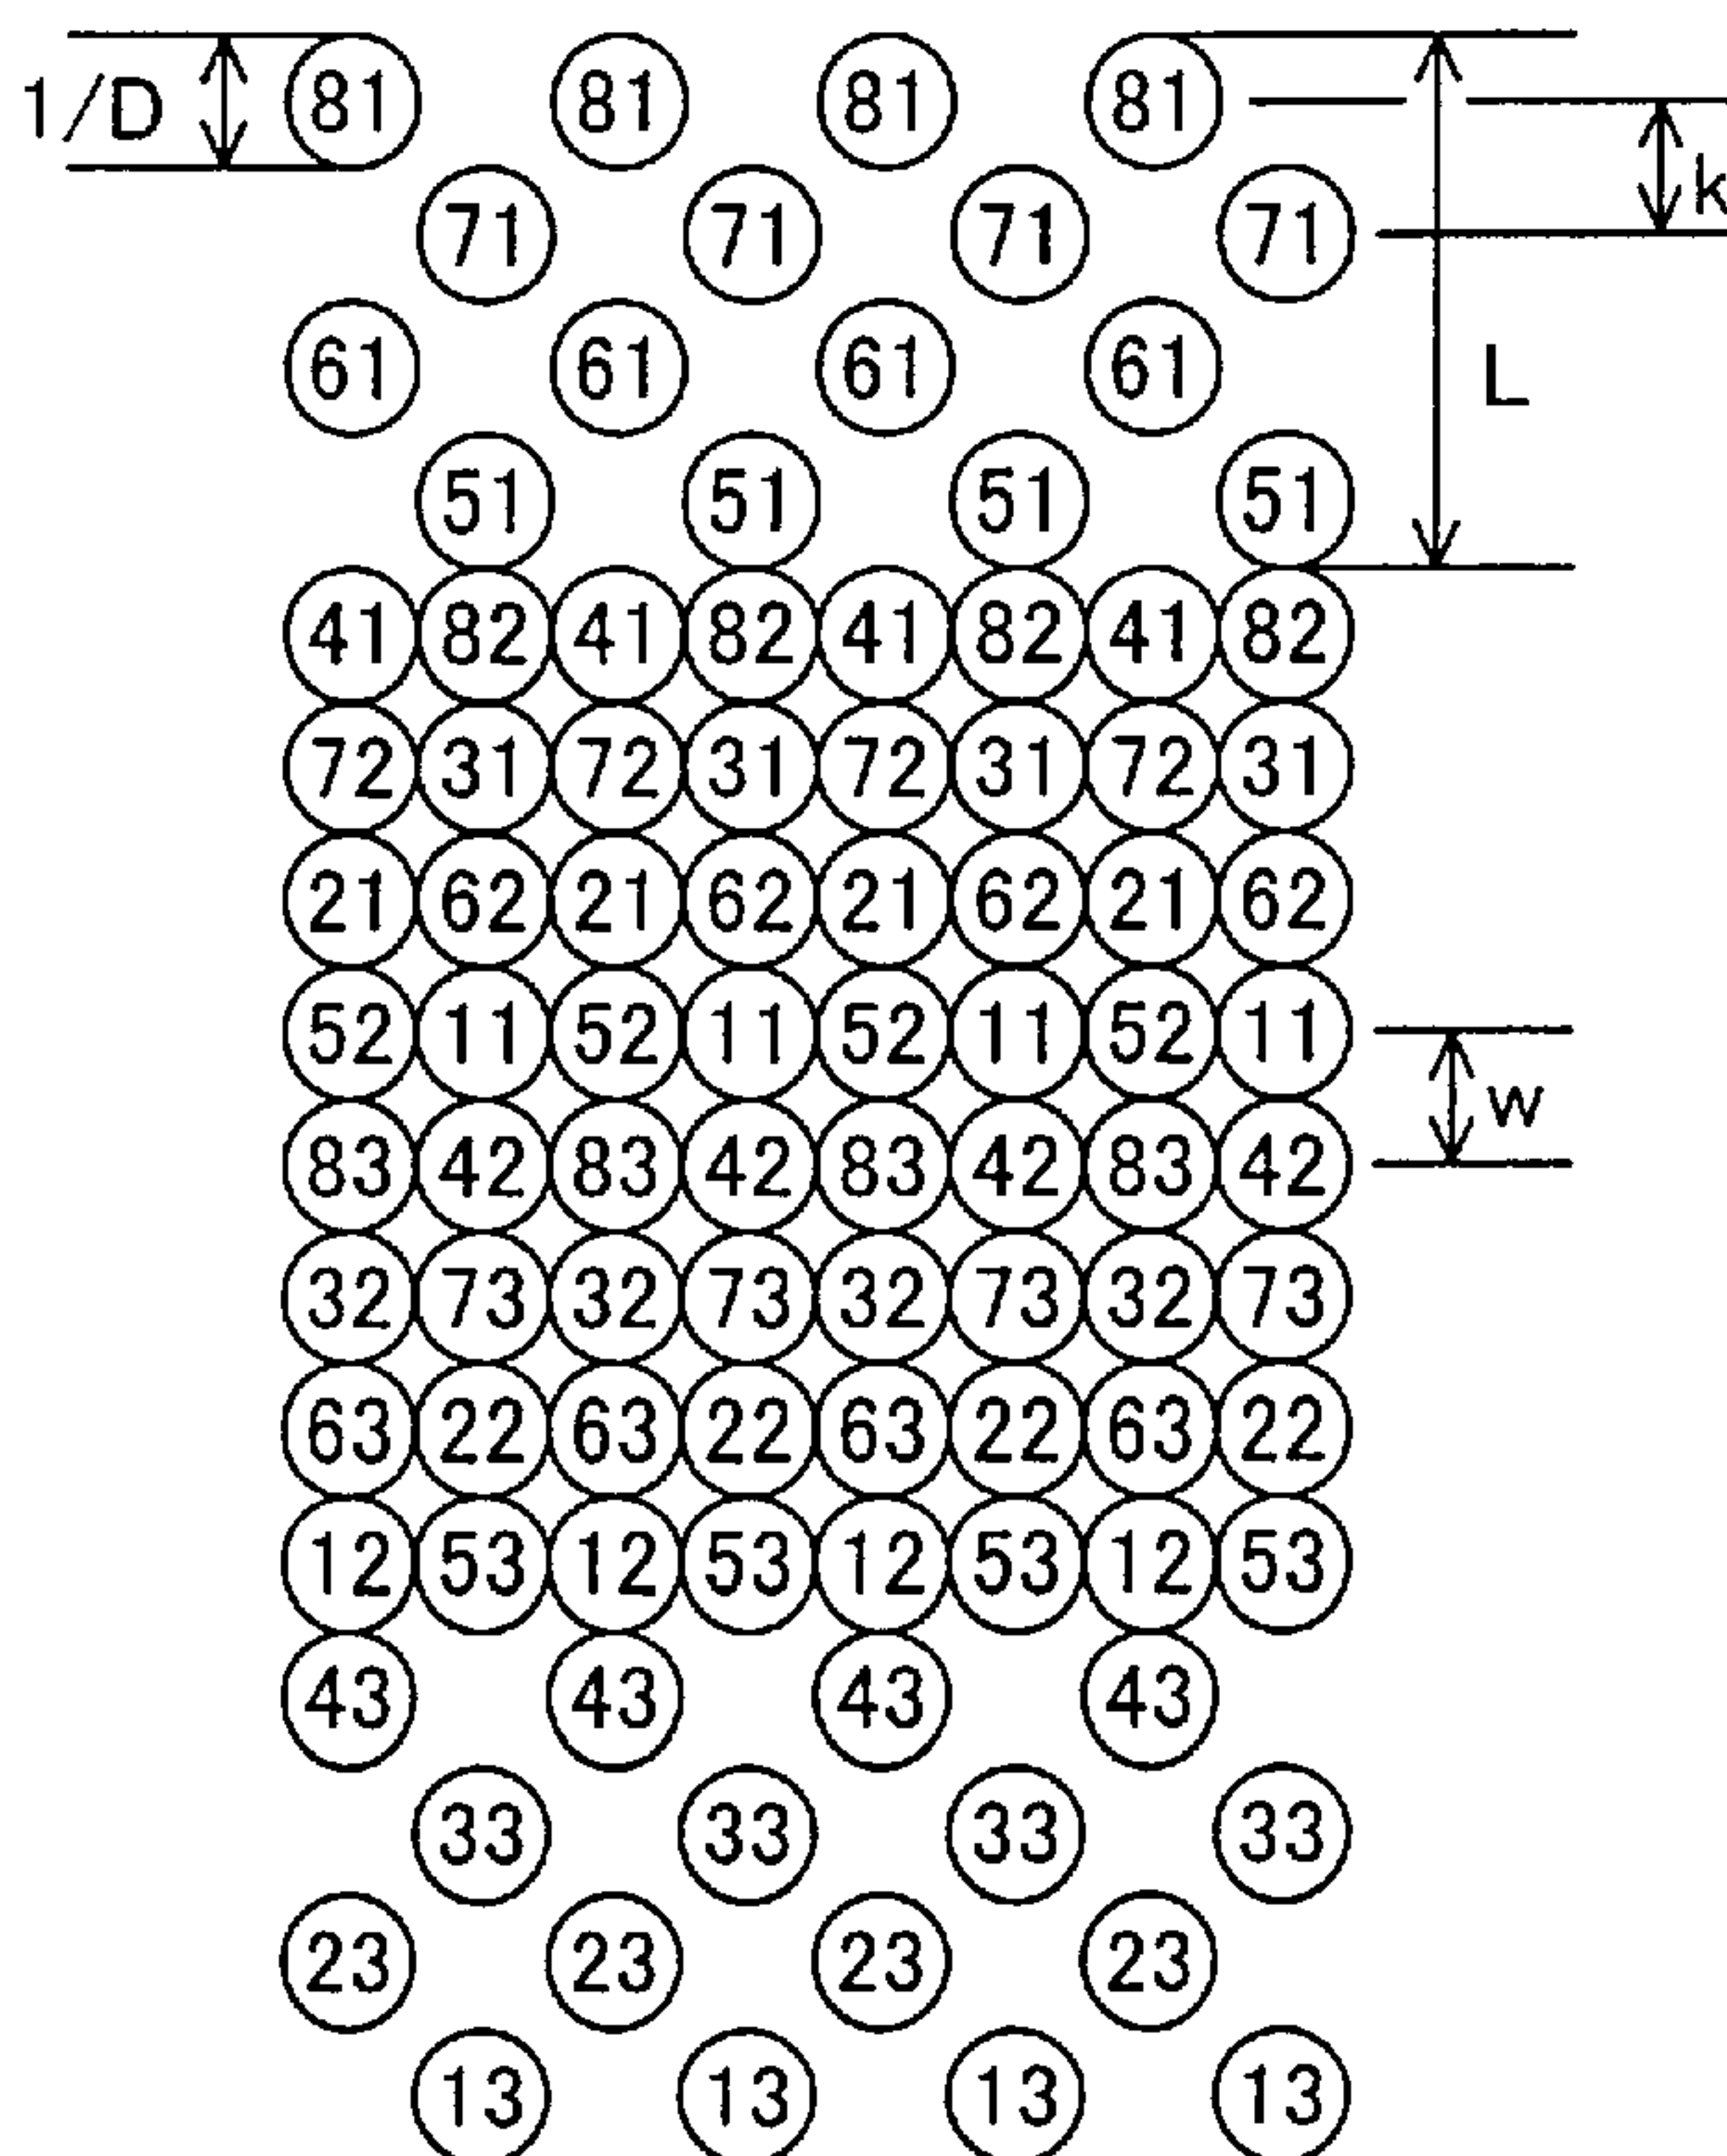 1/D 81 81 81 81
k
71 71 71 71
61 61 61 61 L
51 51 51 51
41 82 41 82 41 82 41 82
72 31 72 31 72 31 72 31
21 62 21 62 21 62 21 62
52 11 52 11 52 11 52 11
w
83 42 83 42 83 42 83 42
32 73 32 73 32 73 32 73
63 22 63 22 63 22 63 22
12 53 12 53 12 53 12 53
43 43 43 43
33 33 33 33
23 23 23 23
13 13 13 13